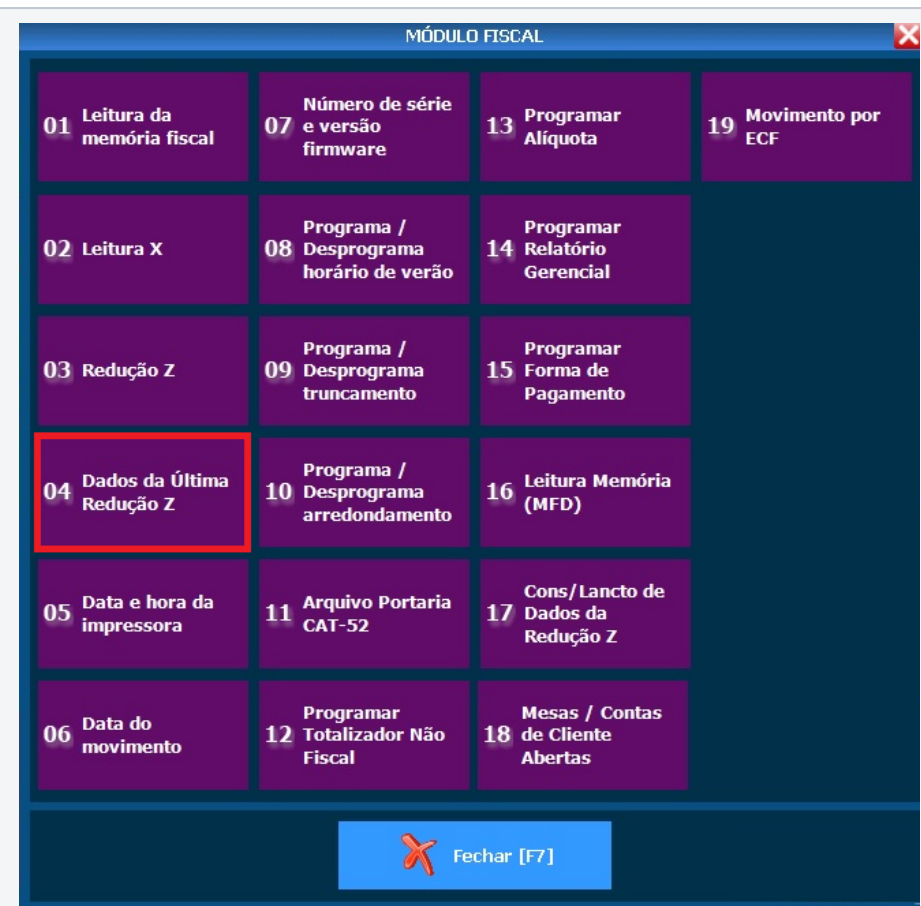 MÓDULO FISCAL
01 Leitura da
memória fiscal
02 Leitura X
03 Redução Z
04 Dados da Última
Redução Z
05 Data e hora da
impressora
06 Data do
movimento
07 Número de série
e versão
firmware
08 Programa /
Desprograma
horário de verão
09 Programa /
Desprograma
truncamento
10 Programa /
Desprograma
arredondamento
11 Arquivo Portaria
CAT-52
12 Programar
Totalizador Não
Fiscal
13 Programar
Alíquota
14 Programar
Relatório
Gerencial
15 Programar
Forma de
Pagamento
16 Leitura Memória
(MFD)
17 Cons/Lancto de
Dados da
Redução Z
18 Mesas / Contas
de Cliente
Abertas
19 Movimento por
ECF
Fechar [F7]